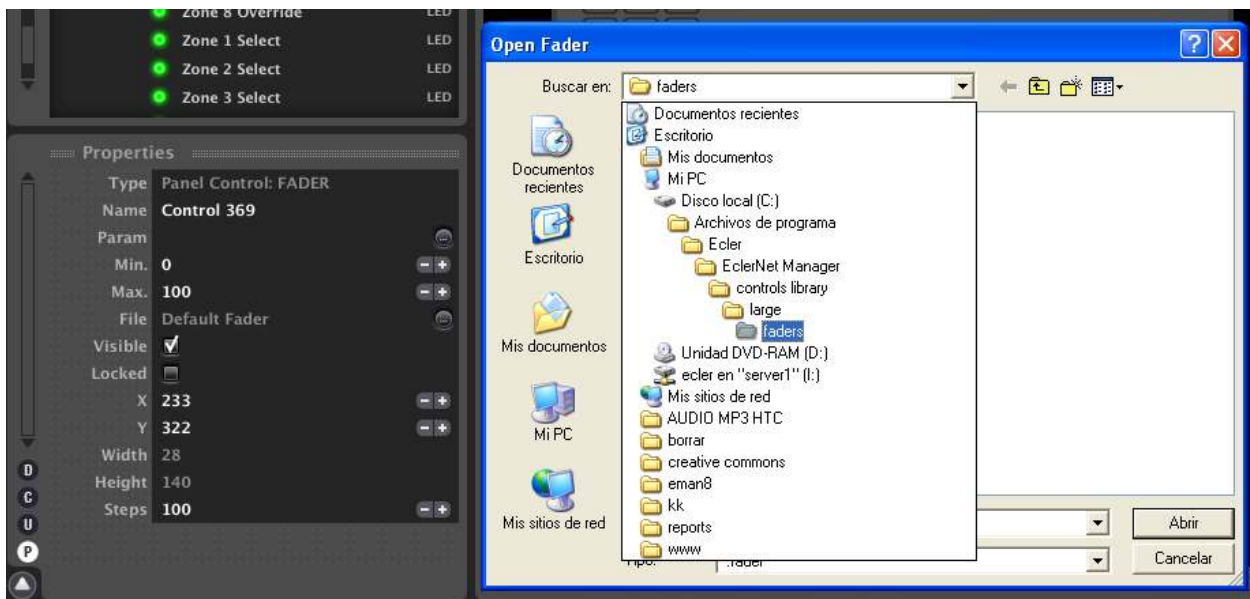 Zone 8 Override LED
Zone 1 Select LED
Zone 2 Select LED
Zone 3 Select LED
Properties
Type Panel Control: FADER
Name Control 369
Param
Min. 0
Max. 100
File Default Fader
Visible
Locked
X 233
Y 322
Width 28
Height 140
Steps 100
D
C
U
P
Open Fader
Buscar en: faders
Documentos recientes
Escritorio
Mis documentos
Mi PC
Disco local (C:)
Archivos de programa
Ecler
EclerNet Manager
controls library
large
faders
Unidad DVD-RAM (D:)
ecler en "server1" (I:)
Mis sitios de red
AUDIO MP3 HTC
borrar
creative commons
eman8
kk
reports
www
Documentos
recientes
Escritorio
Mis documentos
Mi PC
Mis sitios de red
Abrir
Tipo: .fader
Cancelar